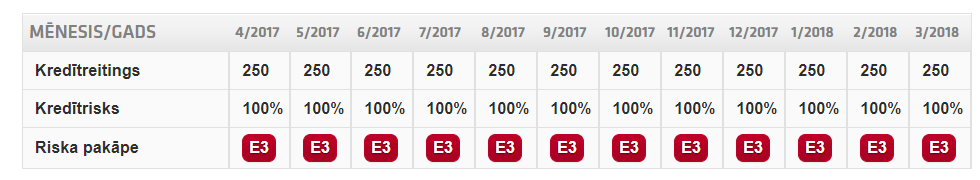 MĒNESIS/GADS 4/2017 5/2017 6/2017 7/2017 8/2017 9/2017 10/2017 11/2017 12/2017 1/2018 2/2018 3/2018
Kredītreitings 250 250 250 250 250 250 250 250 250 250 250 250
Kredītrisks 100% 100% 100% 100% 100% 100% 100% 100% 100% 100% 100% 100%
Riska pakāpe E3 E3 E3 E3 E3 E3 E3 E3 E3 E3 E3 E3